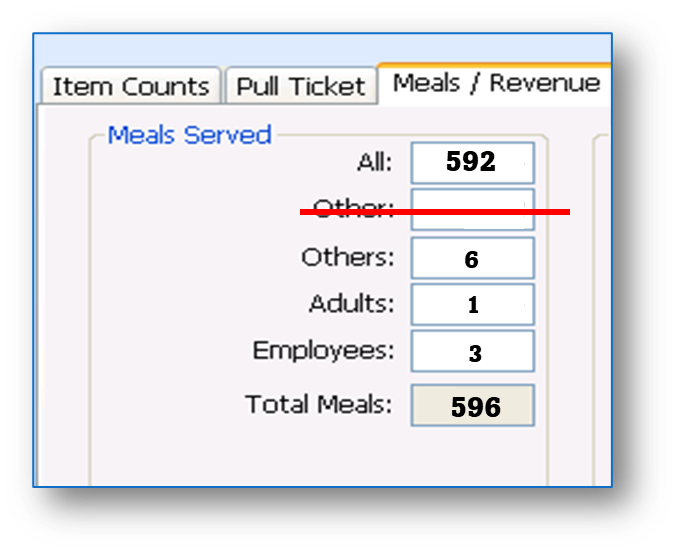 Item Counts Pull Ticket Meals / Revenue
Meals Served
All: 592
Other:
Others: 6
Adults: 1
Employees: 3
Total Meals: 596